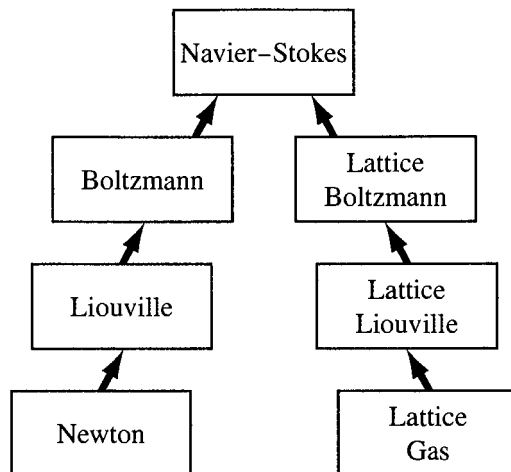 Navier–Stokes
Boltzmann
Lattice
Boltzmann
Liouville
Lattice
Liouville
Newton
Lattice
Gas